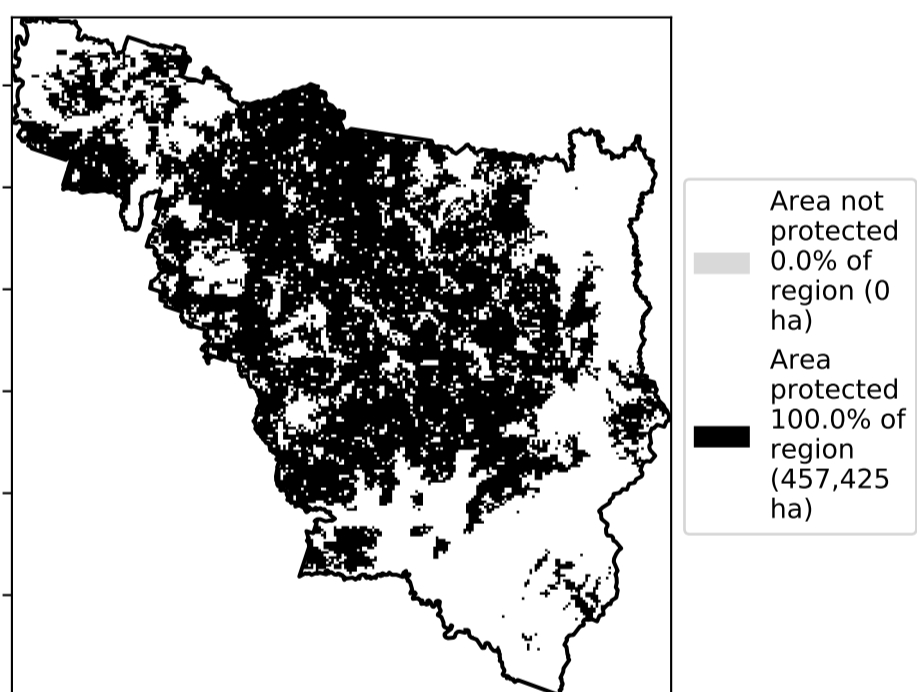 Area not
protected
0.0% of
region (0
ha)
Area
protected
100.0% of
region
(457,425
ha)